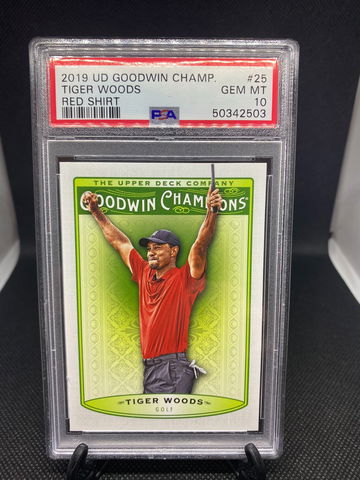 2019 UD GOODWIN CHAMP. #25
TIGER WOODS GEM MT
RED SHIRT PSA 10
50342503
THE UPPER DECK COMPANY
GOODWIN CHAMPIONS®
TIGER WOODS
GOLF